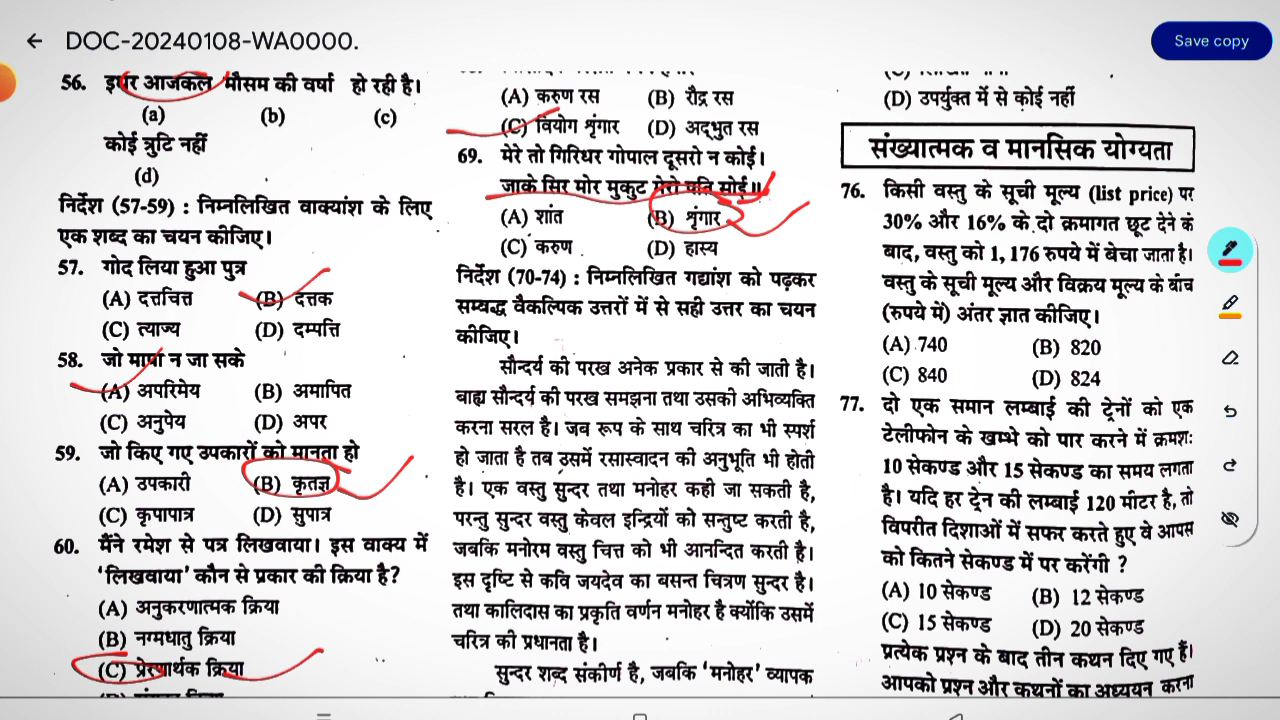 DOC-20240108-WA0000.
Save copy
56. इधर आजकल मौसम की वर्षा हो रही है।
(a) (b) (c)
कोई त्रुटि नहीं
(d)
निर्देश (57-59) : निम्नलिखित वाक्यांश के लिए
एक शब्द का चयन कीजिए।
57. गोद लिया हुआ पुत्र
(A) दत्तचित्त (B) दत्तक
(C) त्याज्य (D) दम्पत्ति
58. जो मापा न जा सके
(A) अपरिमेय (B) अमापित
(C) अनुपेय (D) अपर
59. जो किए गए उपकारों को मानता हो
(A) उपकारी (B) कृतज्ञ
(C) कृपापात्र (D) सुपात्र
60. मैंने रमेश से पत्र लिखवाया। इस वाक्य में
'लिखवाया' कौन से प्रकार की क्रिया है?
(A) अनुकरणात्मक क्रिया
(B) नग्मधातु क्रिया
(C) प्रेरणार्थक क्रिया
(A) करुण रस (B) रौद्र रस
(C) वियोग शृंगार (D) अद्भुत रस
69. मेरे तो गिरिधर गोपाल दूसरो न कोई।
जाके सिर मोर मुकुट मेरो पति सोई॥
(A) शांत (B) शृंगार
(C) करुण (D) हास्य
निर्देश (70-74) : निम्नलिखित गद्यांश को पढ़कर
सम्बद्ध वैकल्पिक उत्तरों में से सही उत्तर का चयन
कीजिए।
सौन्दर्य की परख अनेक प्रकार से की जाती है।
बाह्य सौन्दर्य की परख समझना तथा उसकी अभिव्यक्ति
करना सरल है। जब रूप के साथ चरित्र का भी स्पर्श
हो जाता है तब उसमें रसास्वादन की अनुभूति भी होती
है। एक वस्तु सुन्दर तथा मनोहर कही जा सकती है,
परन्तु सुन्दर वस्तु केवल इन्द्रियों को सन्तुष्ट करती है,
जबकि मनोरम वस्तु चित्त को भी आनन्दित करती है।
इस दृष्टि से कवि जयदेव का बसन्त चित्रण सुन्दर है।
तथा कालिदास का प्रकृति वर्णन मनोहर है क्योंकि उसमें
चरित्र की प्रधानता है।
सुन्दर शब्द संकीर्ण है, जबकि 'मनोहर' व्यापक
(D) उपर्युक्त में से कोई नहीं
संख्यात्मक व मानसिक योग्यता
76. किसी वस्तु के सूची मूल्य (list price) पर
30% और 16% के दो क्रमागत छूट देने के
बाद, वस्तु को 1, 176 रुपये में बेचा जाता है।
वस्तु के सूची मूल्य और विक्रय मूल्य के बीच
(रुपये में) अंतर ज्ञात कीजिए।
(A) 740 (B) 820
(C) 840 (D) 824
77. दो एक समान लम्बाई की ट्रेनों को एक
टेलीफोन के खम्भे को पार करने में क्रमशः
10 सेकण्ड और 15 सेकण्ड का समय लगता
है। यदि हर ट्रेन की लम्बाई 120 मीटर है, तो
विपरीत दिशाओं में सफर करते हुए वे आपस
को कितने सेकण्ड में पर करेंगी ?
(A) 10 सेकण्ड (B) 12 सेकण्ड
(C) 15 सेकण्ड (D) 20 सेकण्ड
प्रत्येक प्रश्न के बाद तीन कथन दिए गए हैं।
आपको प्रश्न और कथनों का अध्ययन करना